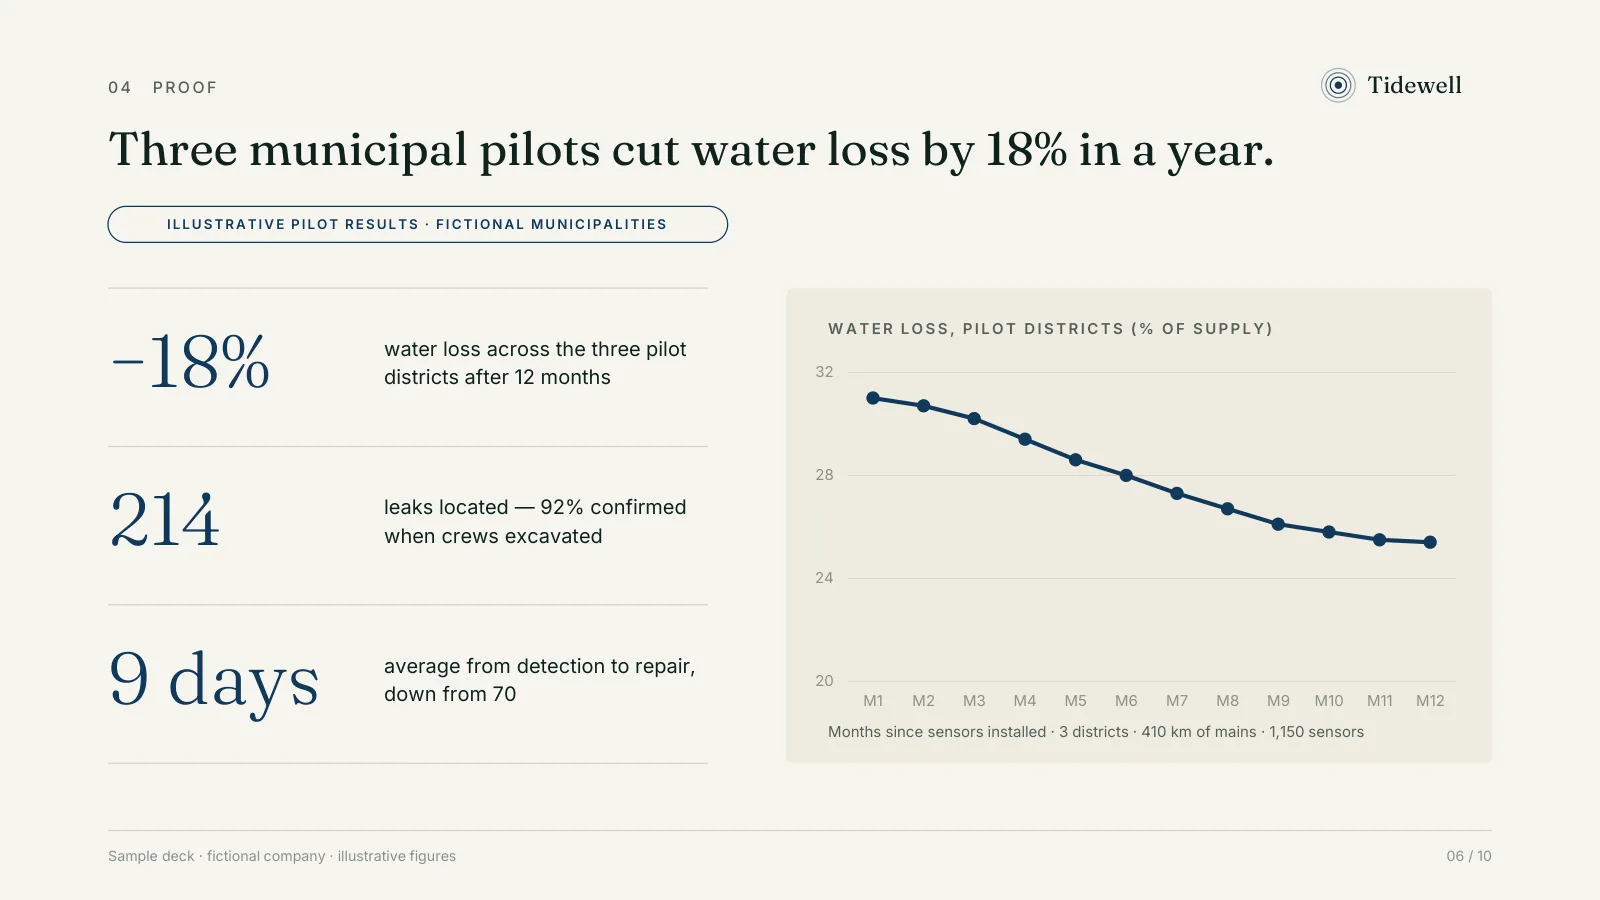 04 PROOF
Tidewell
Three municipal pilots cut water loss by 18% in a year.
ILLUSTRATIVE PILOT RESULTS · FICTIONAL MUNICIPALITIES
−18%
water loss across the three pilot
districts after 12 months
214
leaks located — 92% confirmed
when crews excavated
9 days
average from detection to repair,
down from 70
WATER LOSS, PILOT DISTRICTS (% OF SUPPLY)
32
28
24
20
M1 M2 M3 M4 M5 M6 M7 M8 M9 M10 M11 M12
Months since sensors installed · 3 districts · 410 km of mains · 1,150 sensors
Sample deck · fictional company · illustrative figures
06 / 10